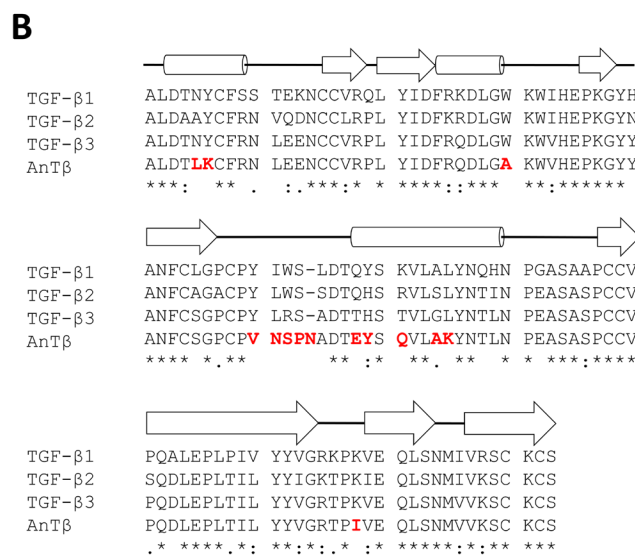 B
TGF-β1 ALDTNYCFSS TEKNCCVRQL YIDFRKDLGW KWIHEPKGYH
TGF-β2 ALDAAYCFRN VQDNCCLRPL YIDFRQDLGW KWIHEPKGYN
TGF-β3 ALDTNYCFRN LEENCCVRPL YIDFRQDLGW KWVHEPKGYY
AnTβ ALDTLKCFRN LEENCCVRPL YIDFRQDLGA KWVHEPKGYY
***: ** . :.***:* * *****:***  **:******
TGF-β1 ANFCLGPCPY IWS-LDTQYS KVLALYNQHN PGASAAPCCV
TGF-β2 ANFCAGACPY LWSS-DTQHS RVLSLYNTIN PEASASPCCV
TGF-β3 ANFCSGPCPY LRS-ADTTHS TVLGLYNTLN PEASASPCCV
AnTβ ANFCSGPCPV NSPNADTEYS QVLAKYNTLN PEASASPCCV
**** *.** ** :* **. ** * * ***:****
TGF-β1 PQALEPLPIV YYVGRKPKVE QLSNMIVRSC KCS
TGF-β2 SQDLEPLTIL YYIGKTPKIE QLSNMIVKSC KCS
TGF-β3 PQDLEPLTIL YYVGRTPKVE QLSNMVVKSC KCS
AnTβ PQDLEPLTIL YYVGRTPIVE QLSNMVVKSC KCS
.* **** *: **:*:.* :* *****:*:** ***